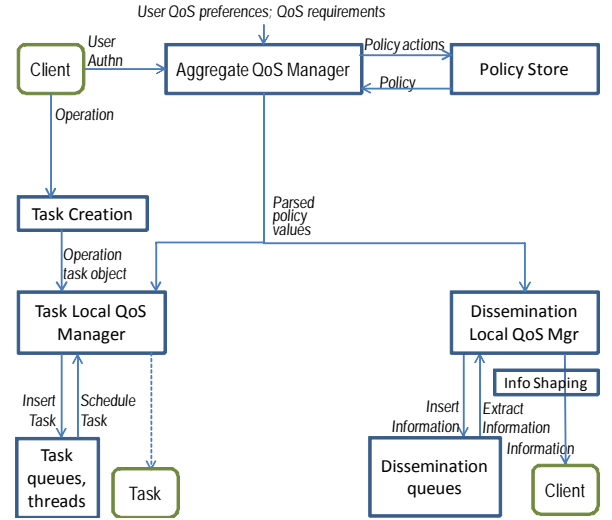 User QoS preferences; QoS requirements
User
Authn
Client
Aggregate QoS Manager
Policy actions
Policy
Policy Store
Operation
Task Creation
Parsed
policy
values
Operation
task object
Task Local QoS
Manager
Dissemination
Local QoS Mgr
Info Shaping
Insert
Task
Schedule
Task
Insert
Information
Extract
Information
Information
Task
queues,
threads
Task
Dissemination
queues
Client